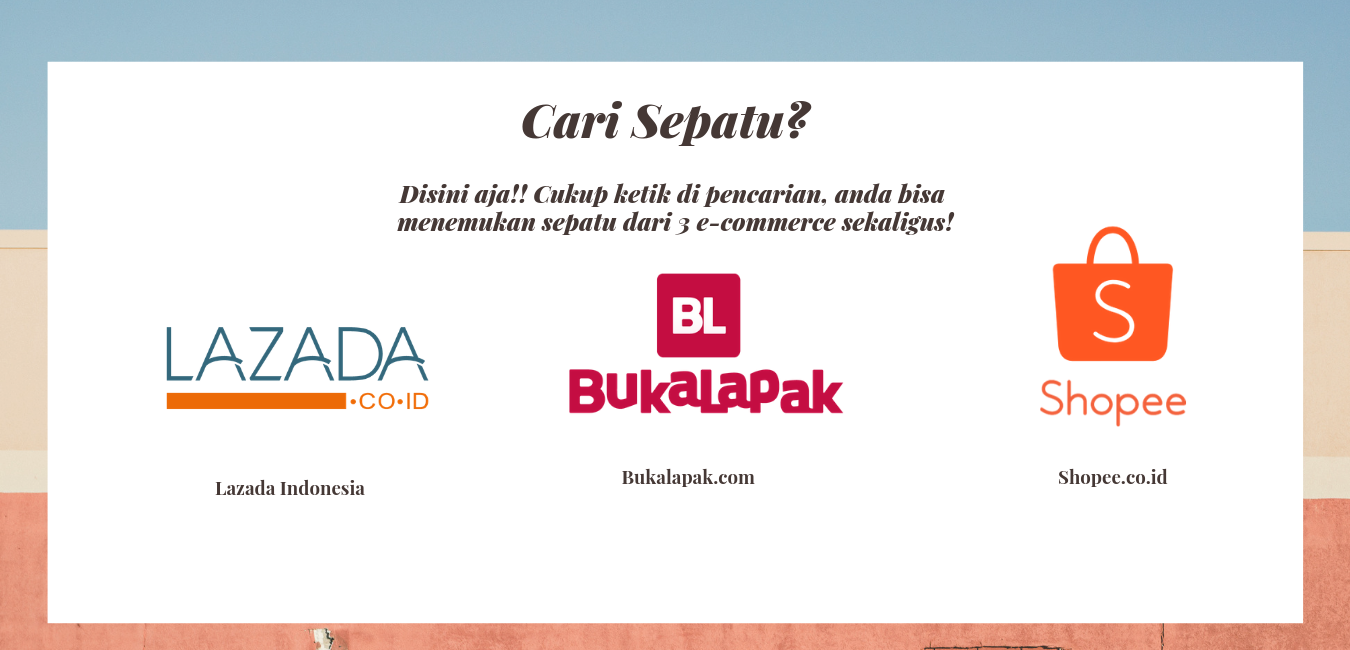 Cari Sepatu?
Disini aja!! Cukup ketik di pencarian, anda bisa
menemukan sepatu dari 3 e-commerce sekaligus!
LAZADA
•CO•ID
Lazada Indonesia
BL
BukaLapak
Bukalapak.com
S
Shopee
Shopee.co.id